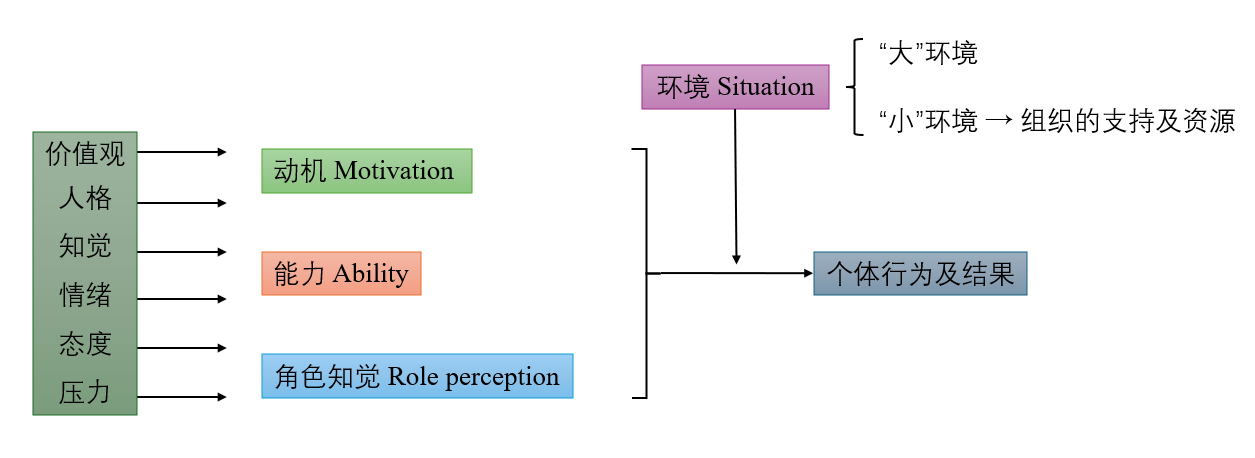 环境 Situation
“大”环境
“小”环境 → 组织的支持及资源
价值观
人格
知觉
情绪
态度
压力
动机 Motivation
能力 Ability
角色知觉 Role perception
个体行为及结果